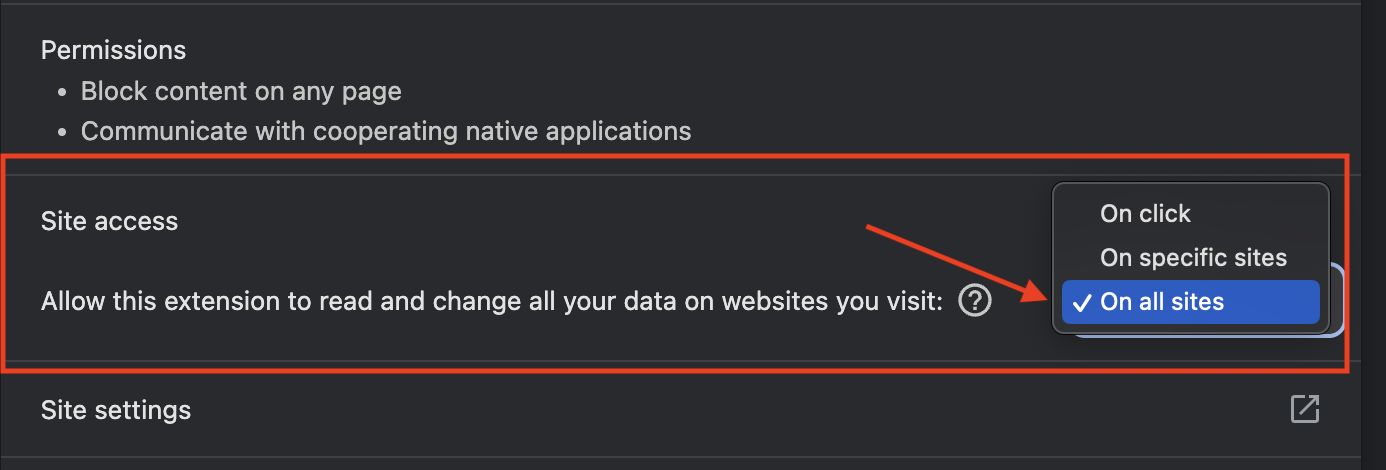 Permissions
• Block content on any page
• Communicate with cooperating native applications
Site access
Allow this extension to read and change all your data on websites you visit: ?
On click
On specific sites
✓ On all sites
Site settings